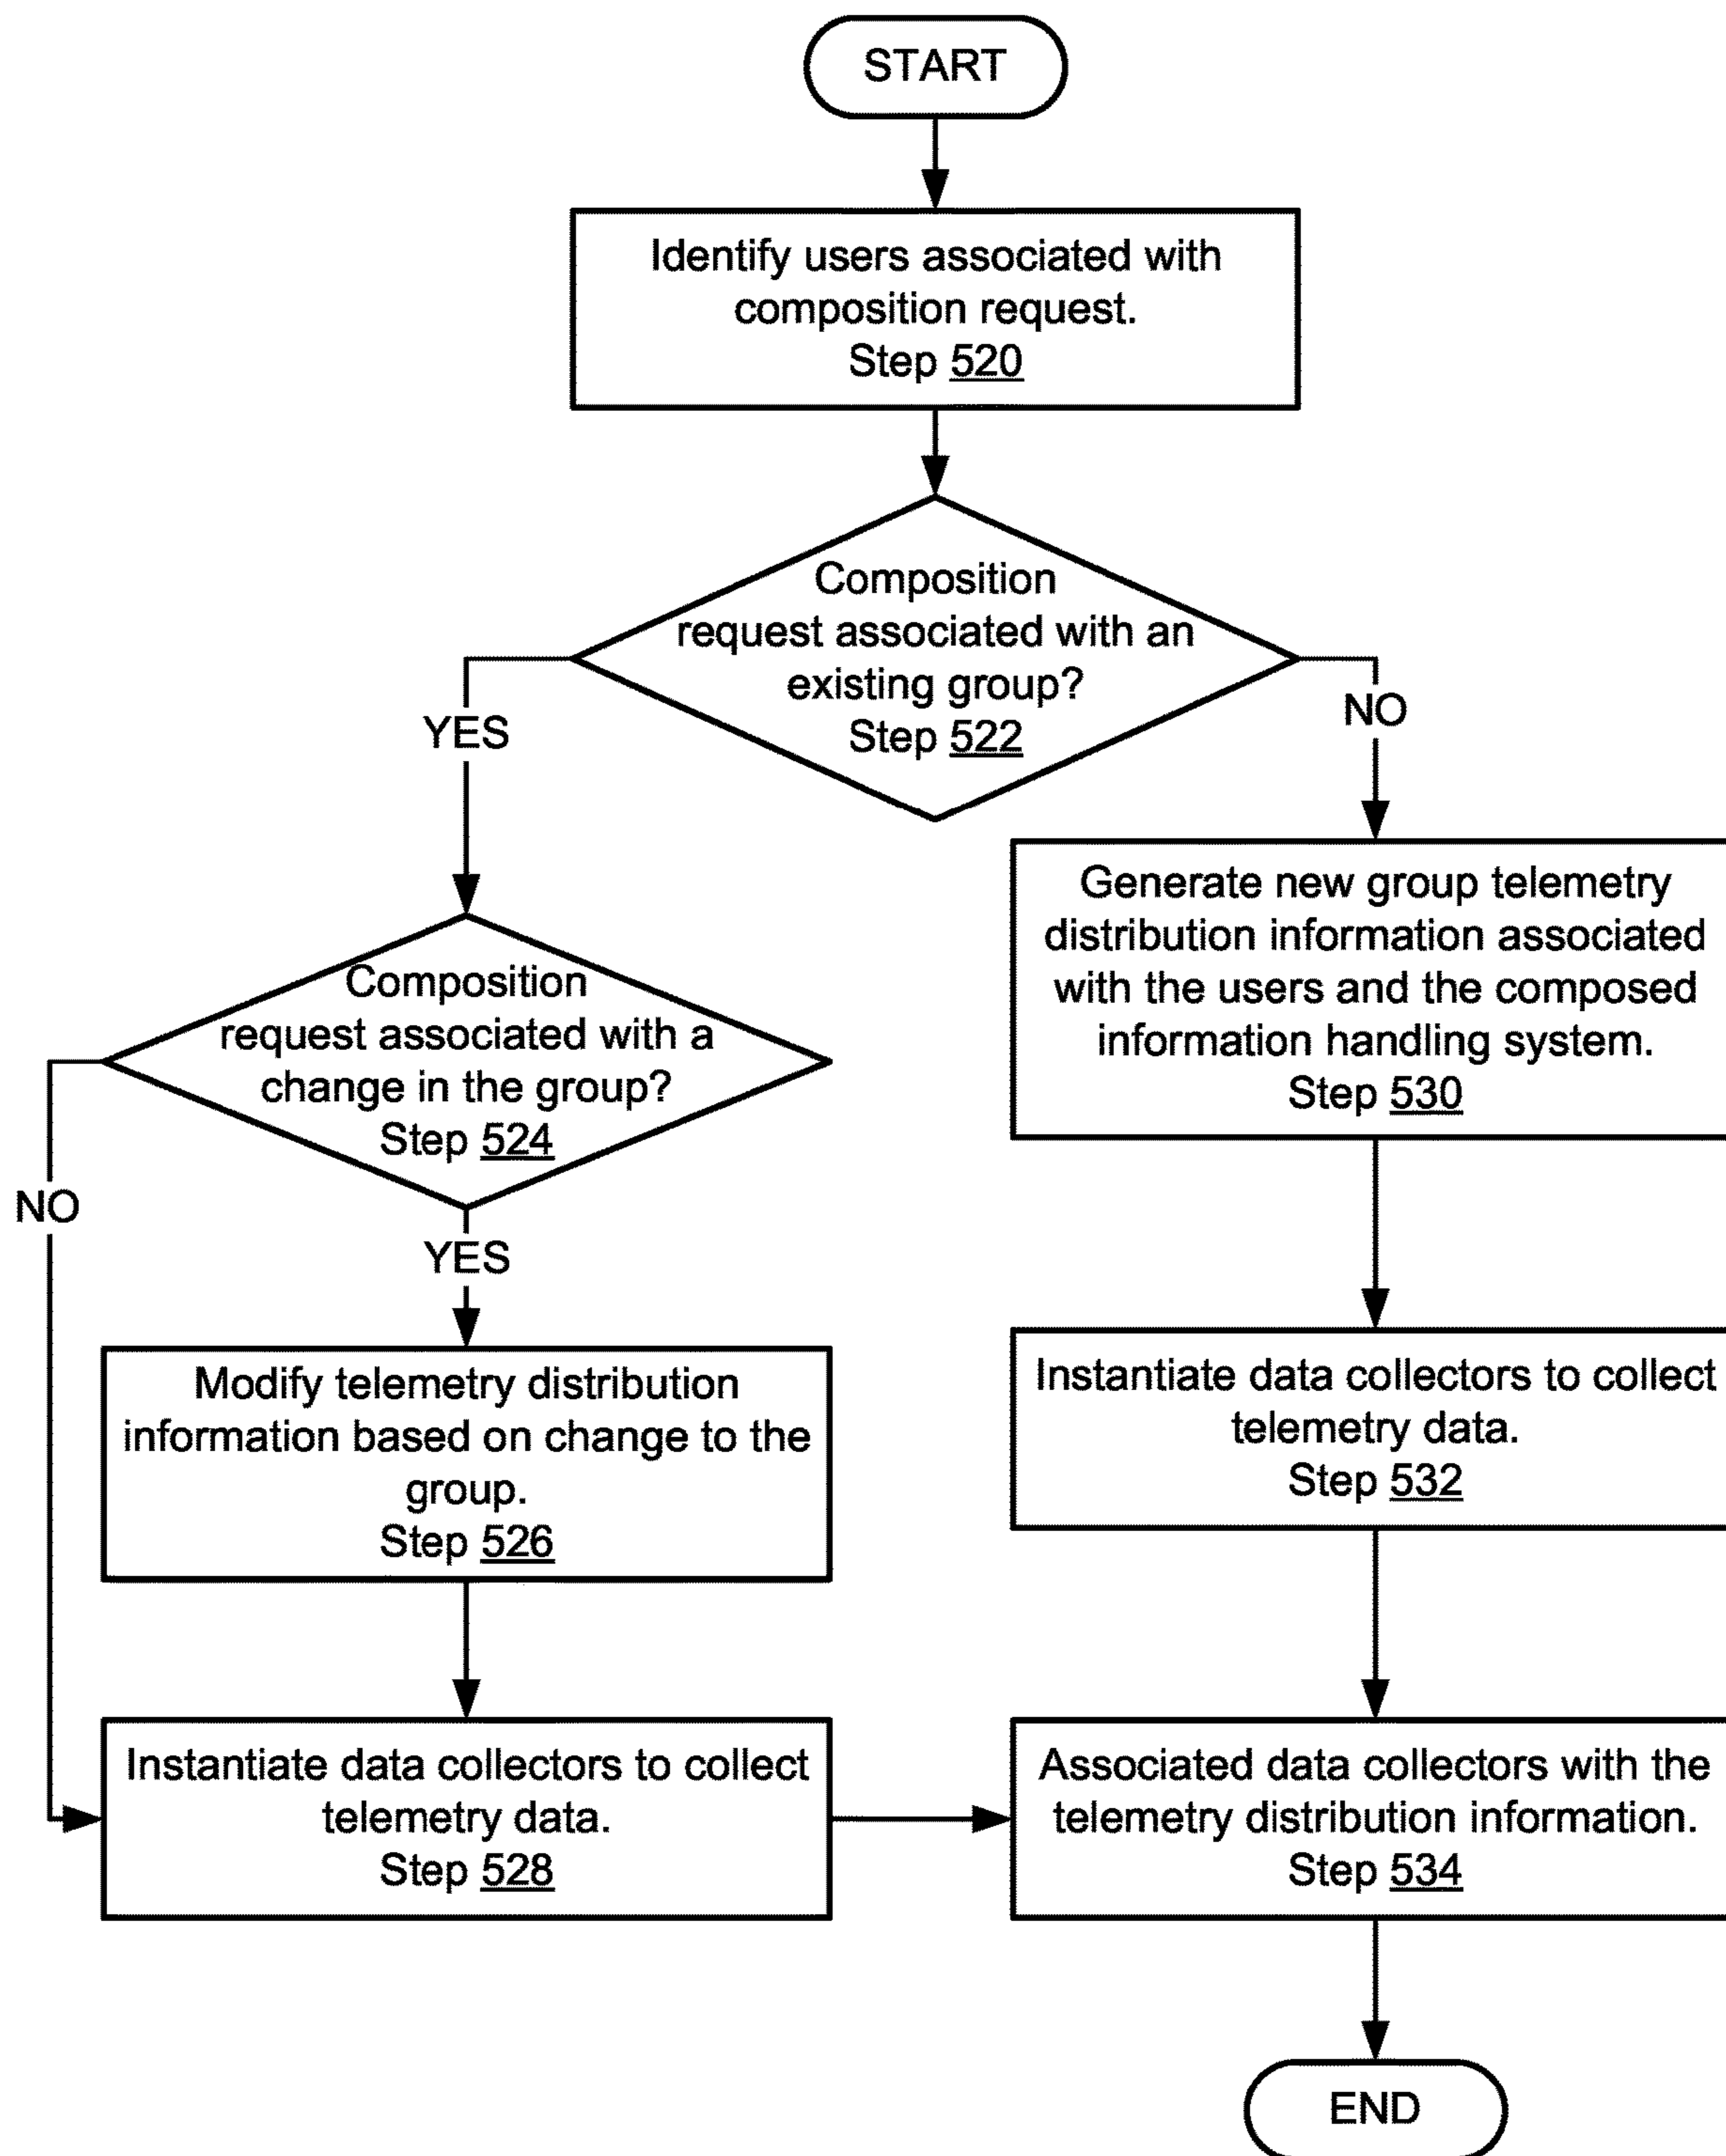 START
Identify users associated with
composition request.
Step 520
Composition
request associated with an
existing group?
Step 522
YES
NO
Generate new group telemetry
distribution information associated
with the users and the composed
information handling system.
Step 530
Composition
request associated with a
change in the group?
Step 524
NO
YES
Modify telemetry distribution
information based on change to the
group.
Step 526
Instantiate data collectors to collect
telemetry data.
Step 532
Instantiate data collectors to collect
telemetry data.
Step 528
Associated data collectors with the
telemetry distribution information.
Step 534
END